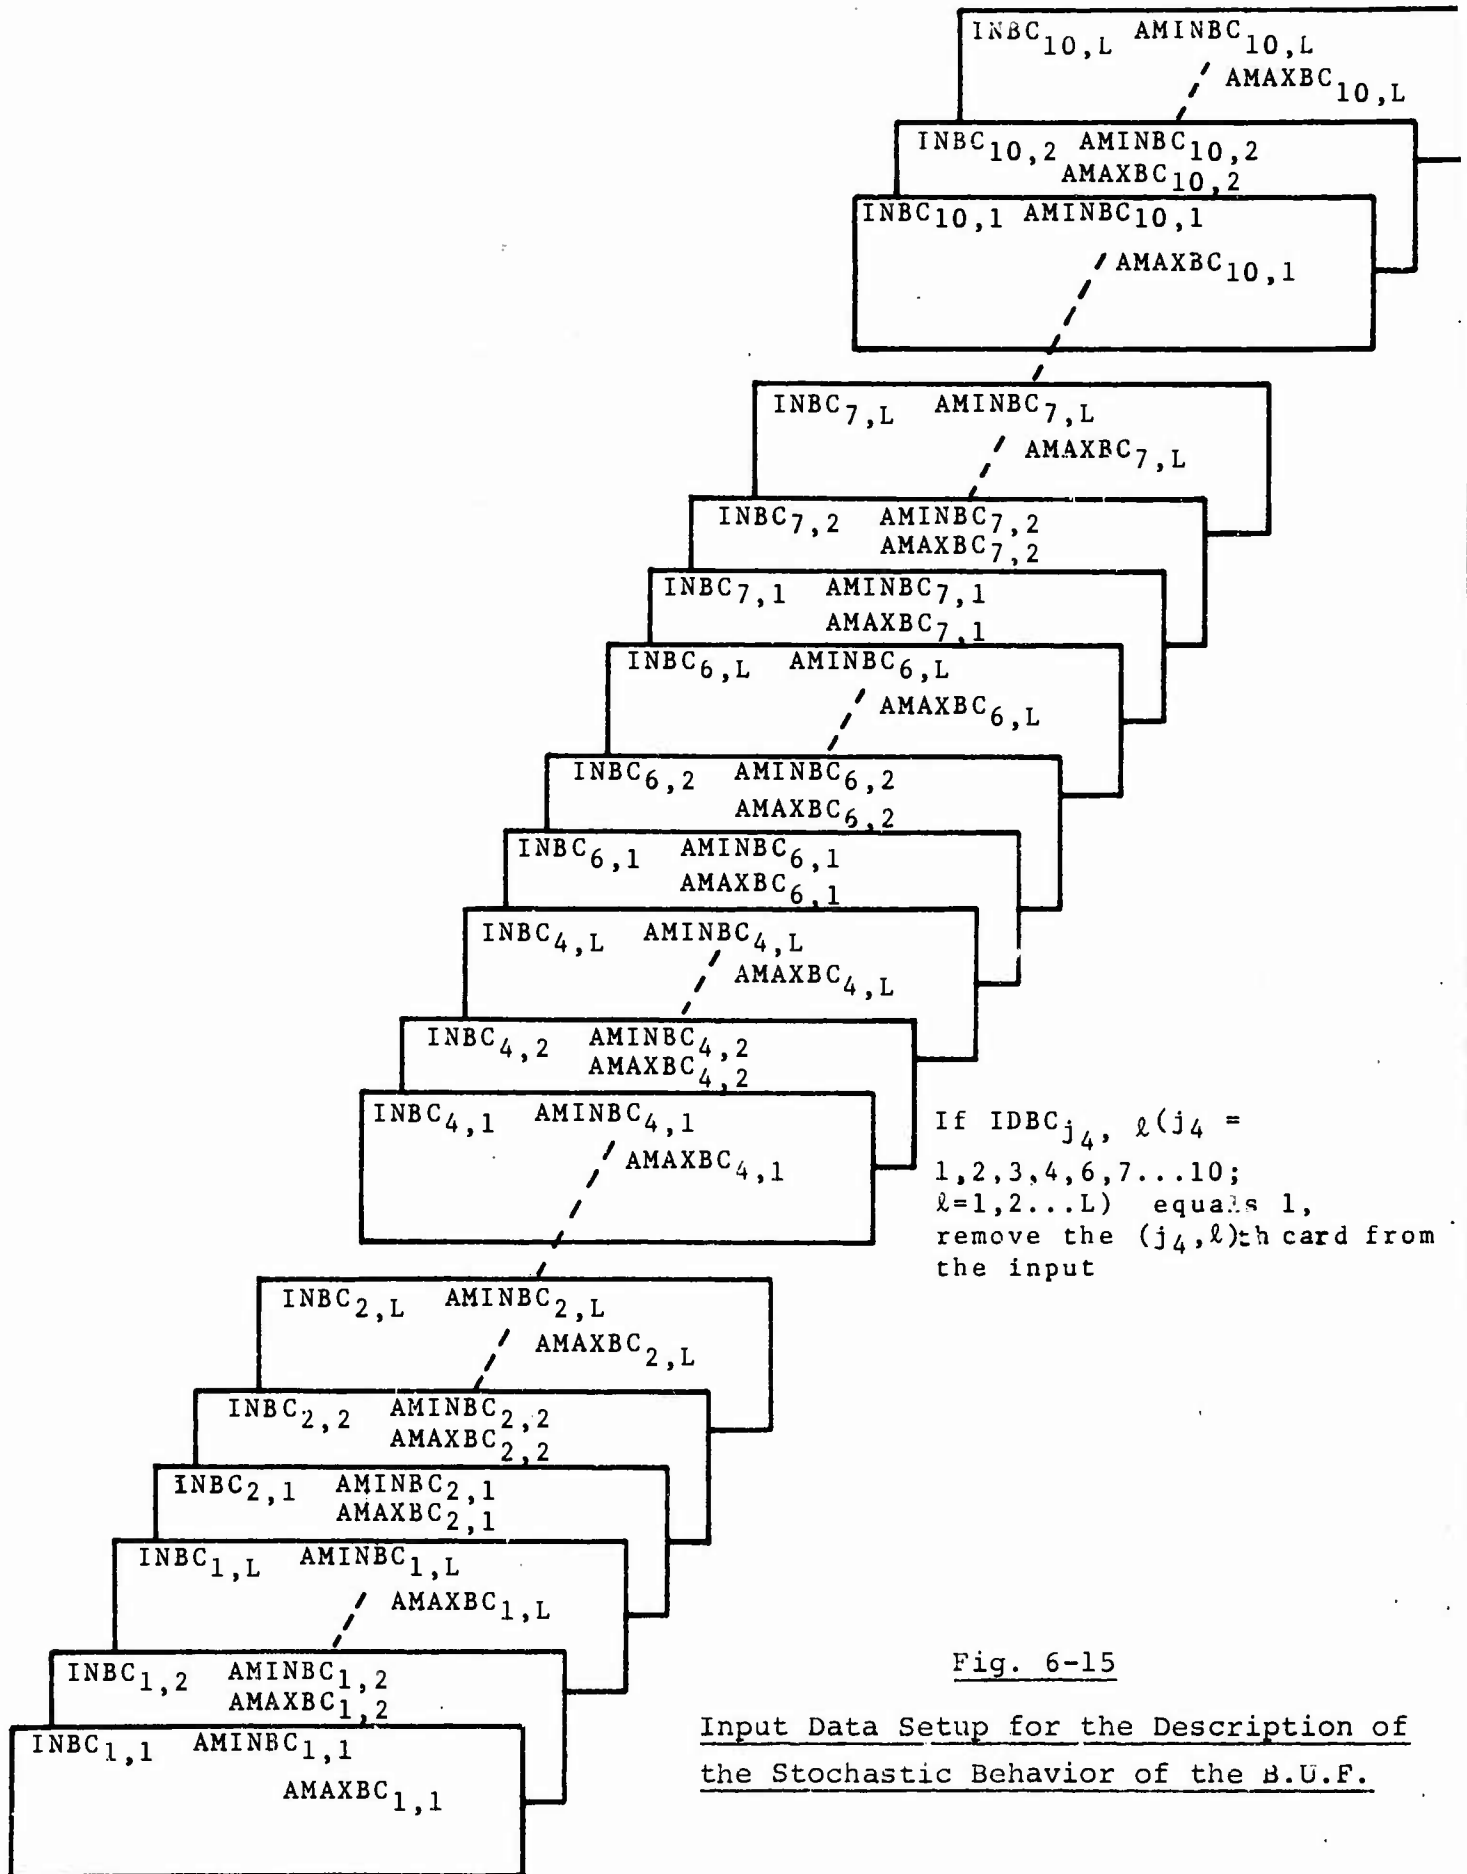 INBC10,L AMINBC10,L
AMAXBC10,L
INBC10,2 AMINBC10,2
AMAXBC10,2
INBC10,1 AMINBC10,1
AMAXBC10,1
INBC7,L AMINBC7,L
AMAXBC7,L
INBC7,2 AMINBC7,2
AMAXBC7,2
INBC7,1 AMINBC7,1
AMAXBC7,1
INBC6,L AMINBC6,L
AMAXBC6,L
INBC6,2 AMINBC6,2
AMAXBC6,2
INBC6,1 AMINBC6,1
AMAXBC6,1
INBC4,L AMINBC4,L
AMAXBC4,L
INBC4,2 AMINBC4,2
AMAXBC4,2
INBC4,1 AMINBC4,1
AMAXBC4,1
If IDBCj4, ℓ(j4 =
1,2,3,4,6,7...10;
ℓ=1,2...L) equals 1,
remove the (j4,ℓ)th card from
the input
INBC2,L AMINBC2,L
AMAXBC2,L
INBC2,2 AMINBC2,2
AMAXBC2,2
INBC2,1 AMINBC2,1
AMAXBC2,1
INBC1,L AMINBC1,L
AMAXBC1,L
INBC1,2 AMINBC1,2
AMAXBC1,2
INBC1,1 AMINBC1,1
AMAXBC1,1
Fig. 6-15
Input Data Setup for the Description of
the Stochastic Behavior of the B.U.F.